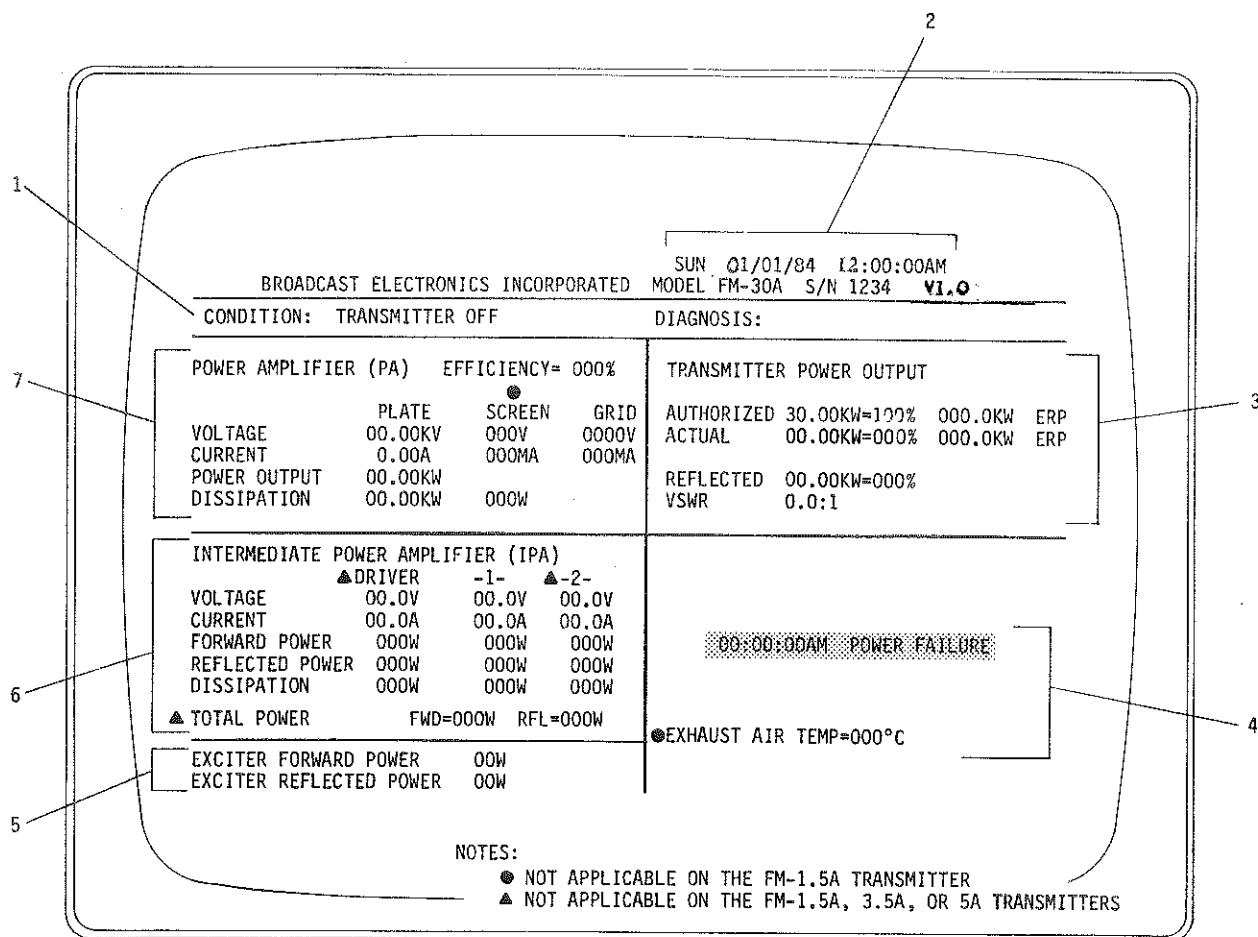 2
1
SUN 01/01/84 12:00:00AM
BROADCAST ELECTRONICS INCORPORATED MODEL FM-30A S/N 1234 V1.0
CONDITION: TRANSMITTER OFF DIAGNOSIS:
7
POWER AMPLIFIER (PA) EFFICIENCY= 000%
●
PLATE SCREEN GRID
VOLTAGE 00.00KV 000V 0000V
CURRENT 0.00A 000MA 000MA
POWER OUTPUT 00.00KW
DISSIPATION 00.00KW 000W
TRANSMITTER POWER OUTPUT
AUTHORIZED 30.00KW=100% 000.0KW ERP
ACTUAL 00.00KW=000% 000.0KW ERP
REFLECTED 00.00KW=000%
VSWR 0.0:1
3
6
INTERMEDIATE POWER AMPLIFIER (IPA)
▲DRIVER -1- ▲-2-
VOLTAGE 00.0V 00.0V 00.0V
CURRENT 00.0A 00.0A 00.0A
FORWARD POWER 000W 000W 000W
REFLECTED POWER 000W 000W 000W
DISSIPATION 000W 000W 000W
▲ TOTAL POWER FWD=000W RFL=000W
00:00:00AM POWER FAILURE
●EXHAUST AIR TEMP=000°C
4
5
EXCITER FORWARD POWER 00W
EXCITER REFLECTED POWER 00W
NOTES:
● NOT APPLICABLE ON THE FM-1.5A TRANSMITTER
▲ NOT APPLICABLE ON THE FM-1.5A, 3.5A, OR 5A TRANSMITTERS